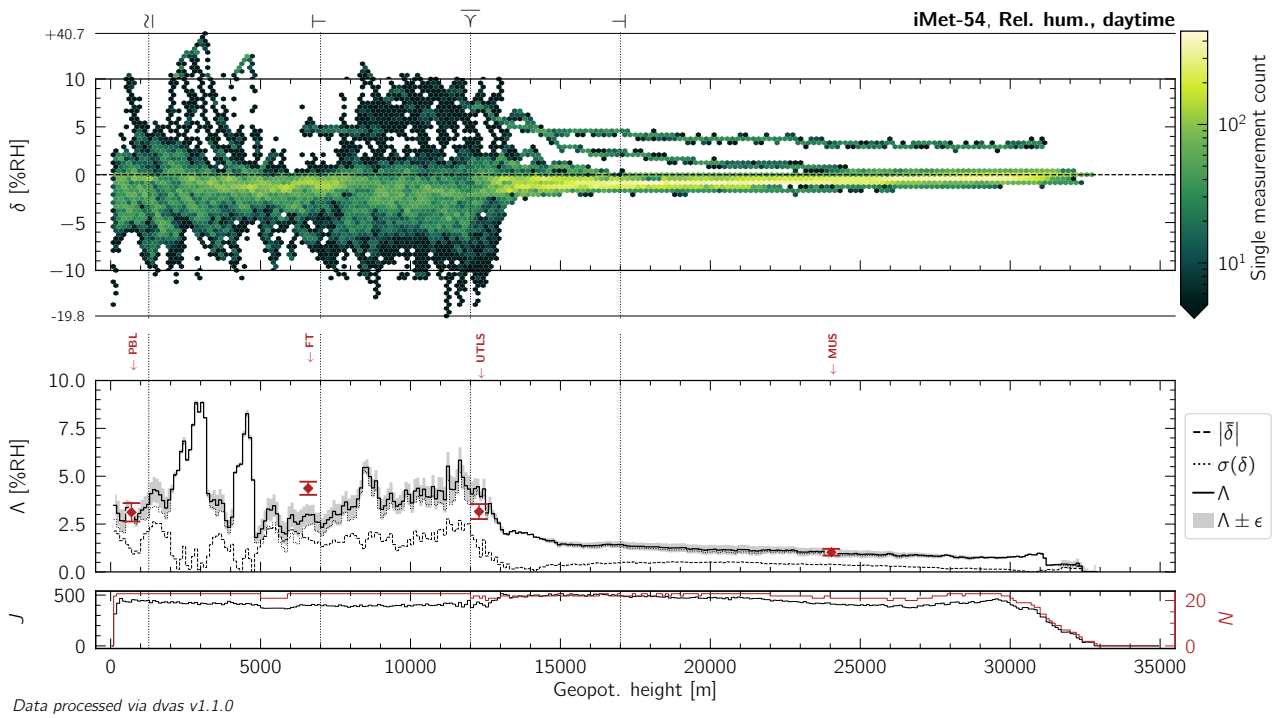 iMet-54, Rel. hum., daytime
+40.7
10
5
0
−5
−10
-19.8
δ [%RH]
10²
10¹
Single measurement count
PBL
FT
UTLS
MUS
10.0
7.5
5.0
2.5
0.0
Λ [%RH]
|δ̄|
σ(δ)
Λ
Λ ± ϵ
500
0
J
20
0
N
0 5000 10000 15000 20000 25000 30000 35000
Geopot. height [m]
Data processed via dvas v1.1.0